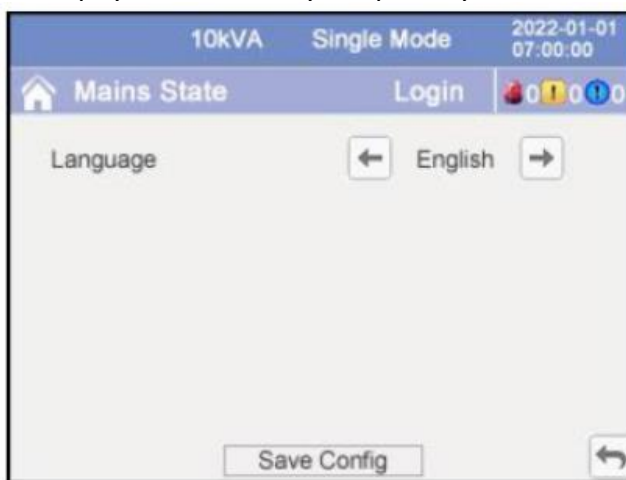 10kVA Single Mode 2022-01-01
07:00:00
Mains State Login 0 0 0
Language English
Save Config